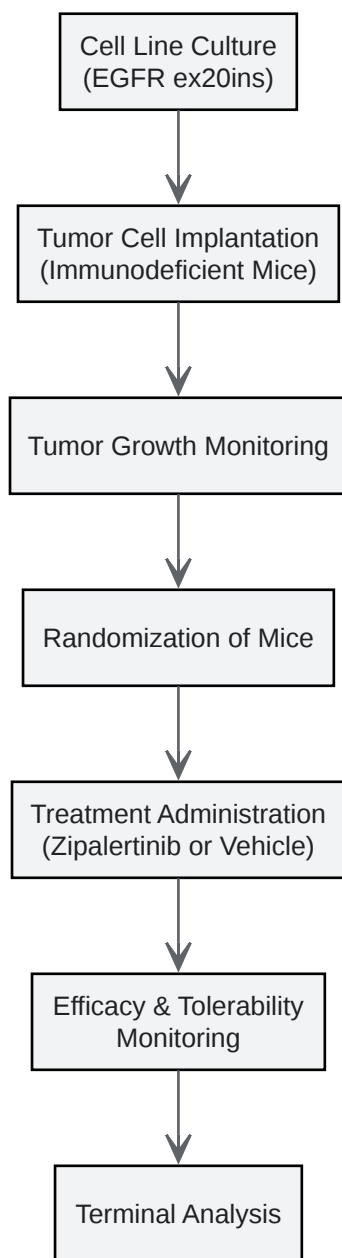 Cell Line Culture
(EGFR ex20ins)
Tumor Cell Implantation
(Immunodeficient Mice)
Tumor Growth Monitoring
Randomization of Mice
Treatment Administration
(Zipalertinib or Vehicle)
Efficacy & Tolerability
Monitoring
Terminal Analysis